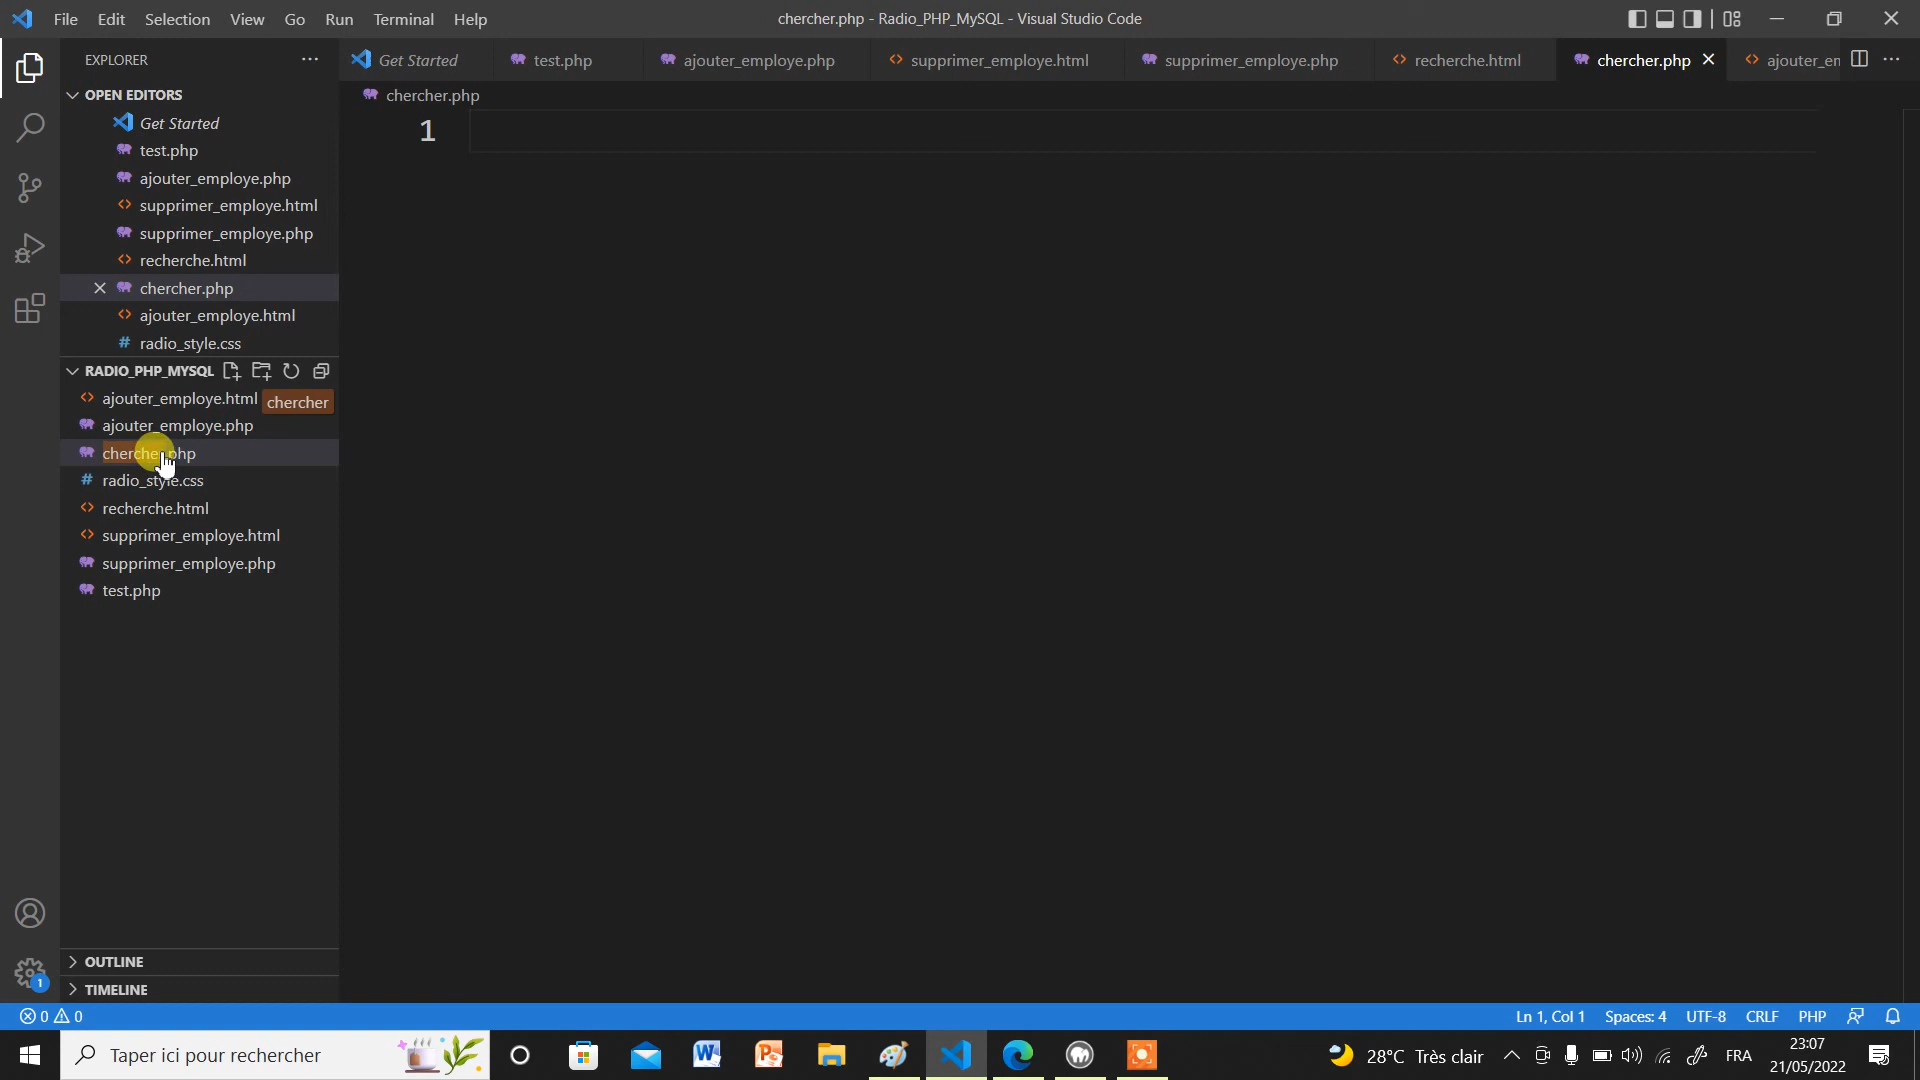 File Edit Selection View Go Run Terminal Help
chercher.php - Radio_PHP_MySQL - Visual Studio Code
EXPLORER
Get Started
test.php
ajouter_employe.php
supprimer_employe.html
supprimer_employe.php
recherche.html
chercher.php
ajouter_en
OPEN EDITORS
Get Started
test.php
ajouter_employe.php
supprimer_employe.html
supprimer_employe.php
recherche.html
chercher.php
ajouter_employe.html
radio_style.css
chercher.php
1
RADIO_PHP_MYSQL
ajouter_employe.html
chercher
ajouter_employe.php
chercher.php
radio_style.css
recherche.html
supprimer_employe.html
supprimer_employe.php
test.php
OUTLINE
TIMELINE
1
0 0
Ln 1, Col 1 Spaces: 4 UTF-8 CRLF PHP
Taper ici pour rechercher
28°C Très clair
FRA
23:07
21/05/2022